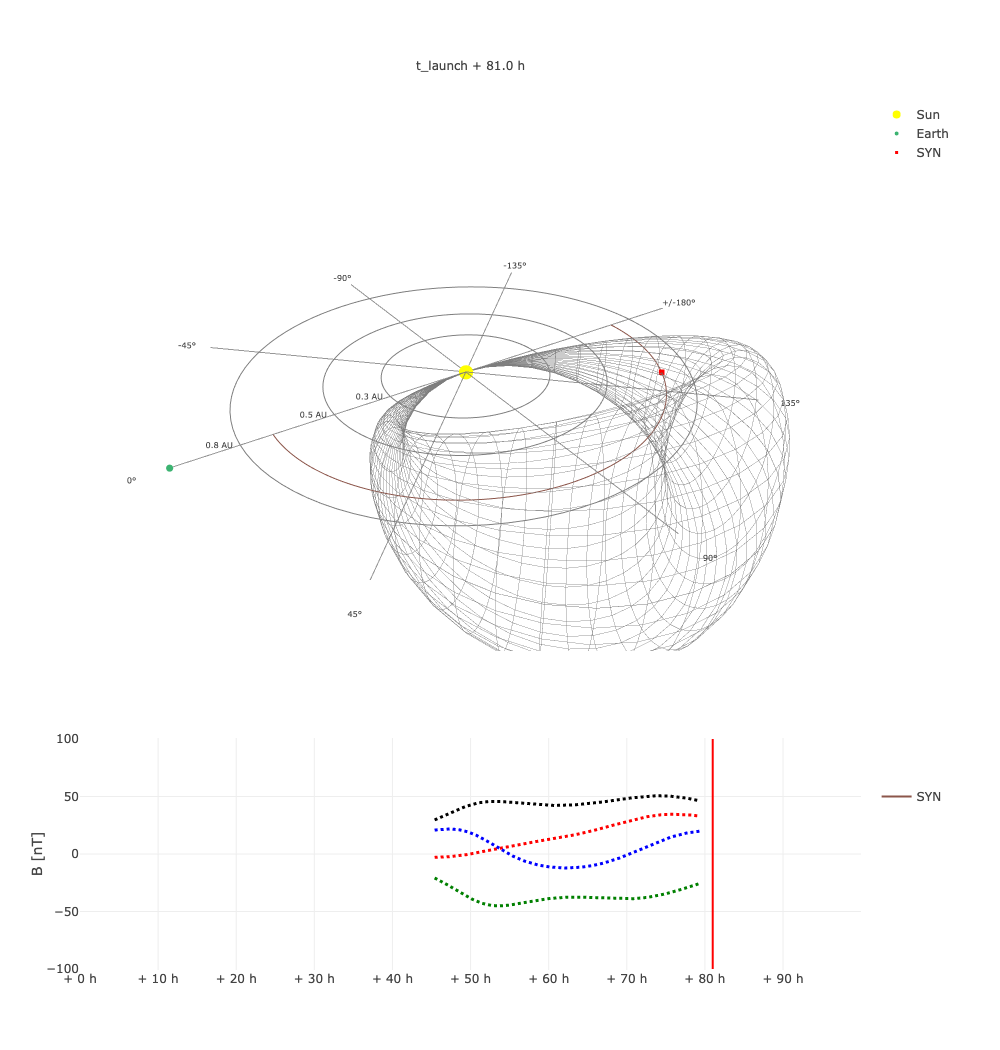 t_launch + 81.0 h
Sun
Earth
SYN
-135°
-90°
+/-180°
-45°
0.3 AU
135°
0.5 AU
0.8 AU
0°
90°
45°
100
50
SYN
0
B [nT]
−50
−100
+ 0 h
+ 10 h
+ 20 h
+ 30 h
+ 40 h
+ 50 h
+ 60 h
+ 70 h
+ 80 h
+ 90 h